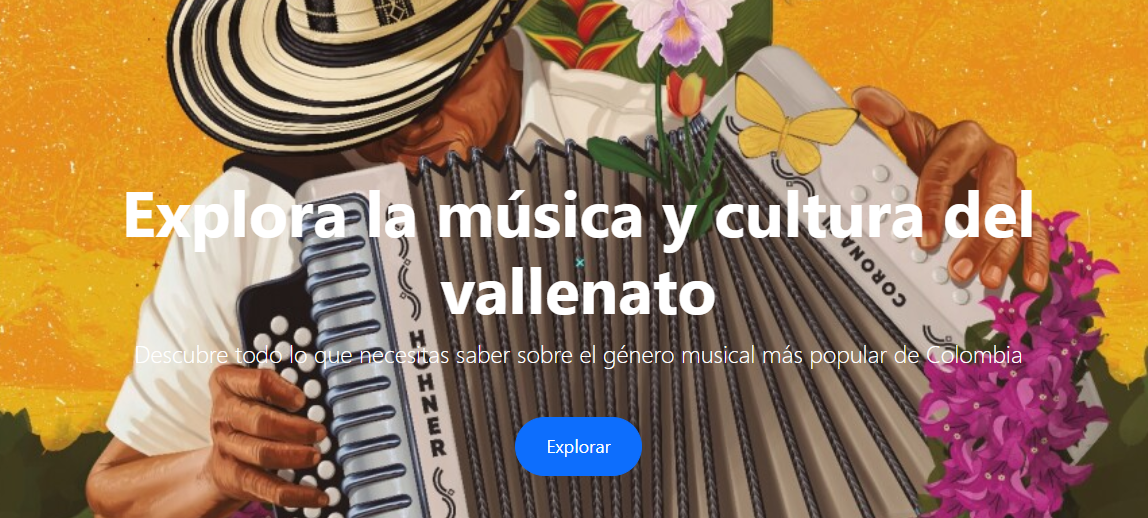 Explora la música y cultura del
vallenato
Descubre todo lo que necesitas saber sobre el género musical más popular de Colombia
Explorar
HOHNER
CORONA